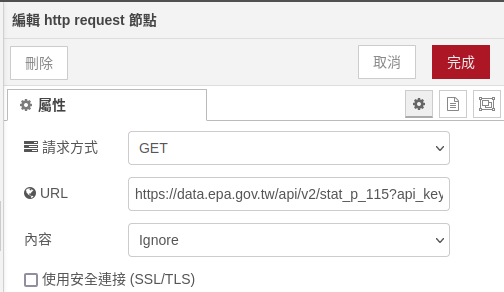 編輯 http request 節點
刪除
取消
完成
屬性
請求方式
GET
URL
https://data.epa.gov.tw/api/v2/stat_p_115?api_key
內容
Ignore
使用安全連接 (SSL/TLS)